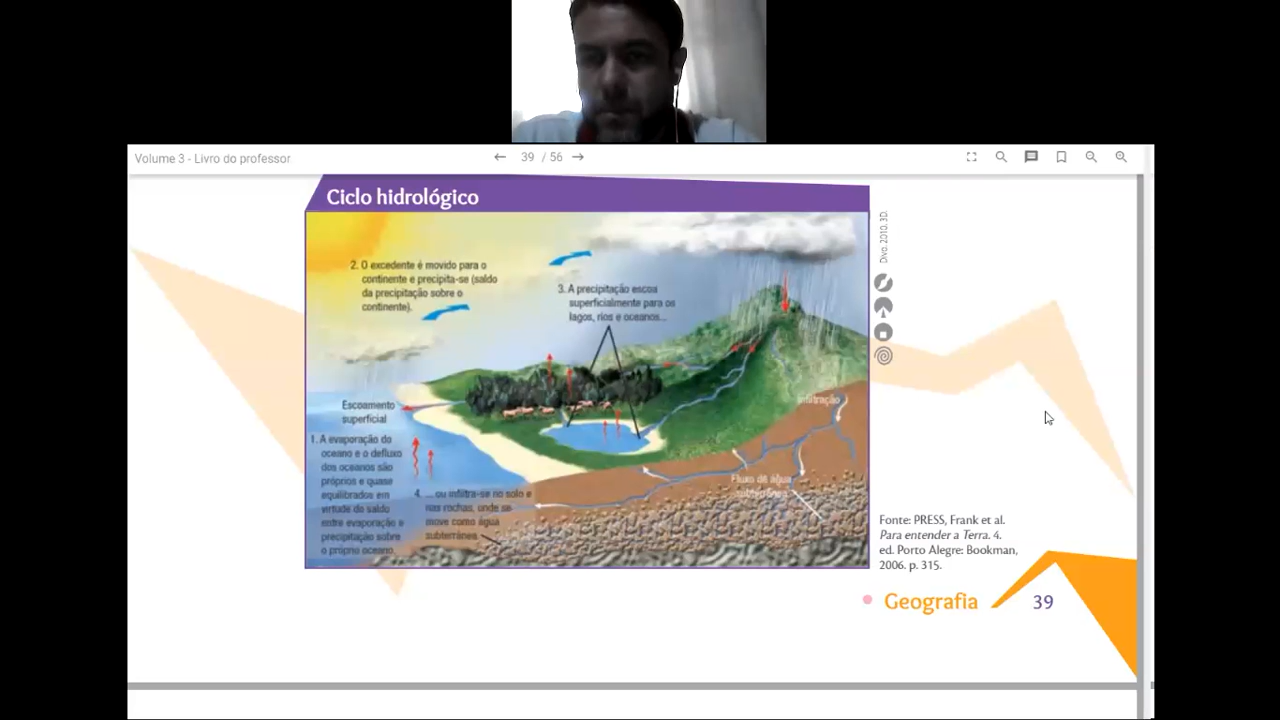 Volume 3 - Livro do professor
39 / 56
Ciclo hidrológico
2. O excedente é movido para o
continente e precipita-se (saldo
da precipitação sobre o
continente).
3. A precipitação escoa
superficialmente para os
lagos, rios e oceanos...
Escoamento
superficial
1. A evaporação do
oceano e o defluxo
dos oceanos são
próprios e quase
equilibrados em
virtude do saldo
entre evaporação e
precipitação sobre
o próprio oceano.
4. ... ou infiltra-se no solo e
nas rochas, onde se
move como água
subterrânea.
Infiltração
Fluxo de água
subterrânea
Divo. 2010. 3D.
Fonte: PRESS, Frank et al.
Para entender a Terra. 4.
ed. Porto Alegre: Bookman,
2006. p. 315.
Geografia 39